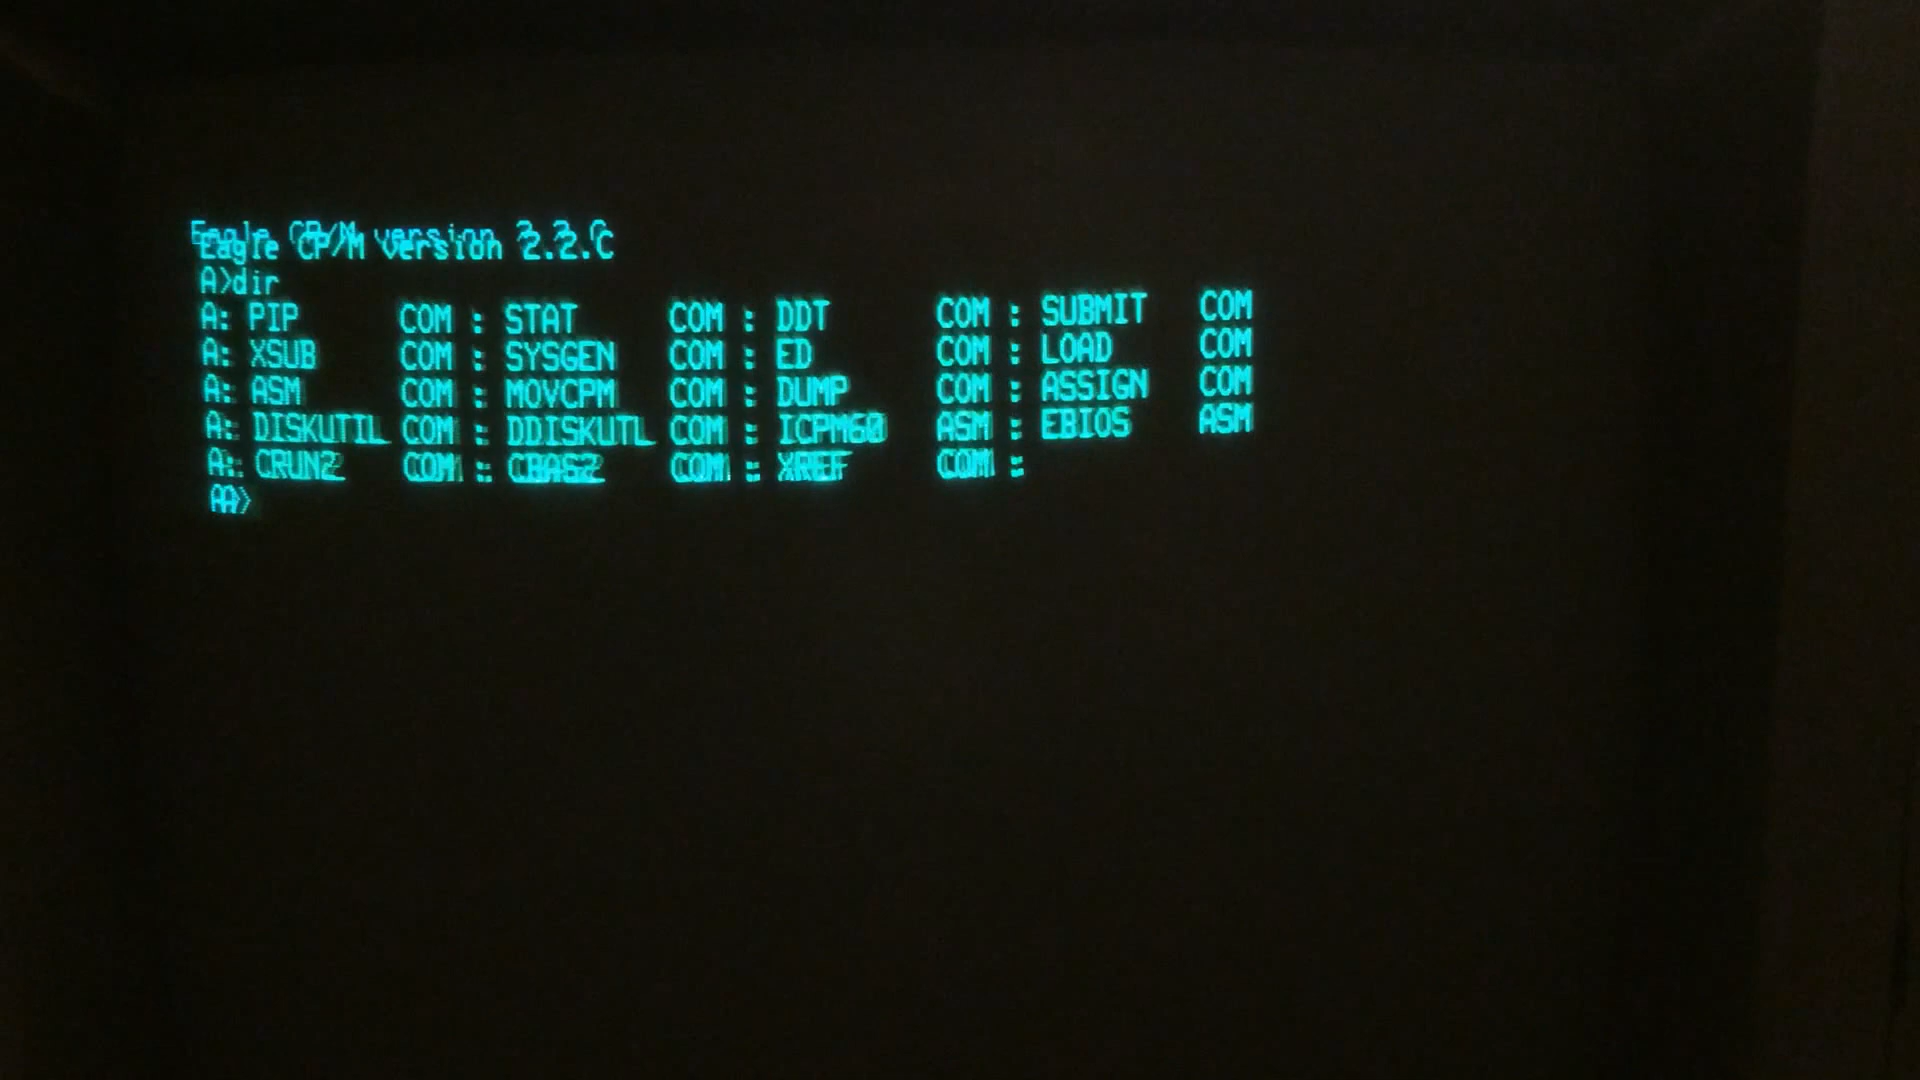 Eagle CP/M version 2.2.C
A>dir
A: PIP COM : STAT COM : DDT COM : SUBMIT COM
A: XSUB COM : SYSGEN COM : ED COM : LOAD COM
A: ASM COM : MOVCPM COM : DUMP COM : ASSIGN COM
A: DISKUTIL COM : DDISKUTL COM : ICPM60 ASM : EBIOS ASM
A: CRUN2 COM : CBAS2 COM : XREF COM :
A>